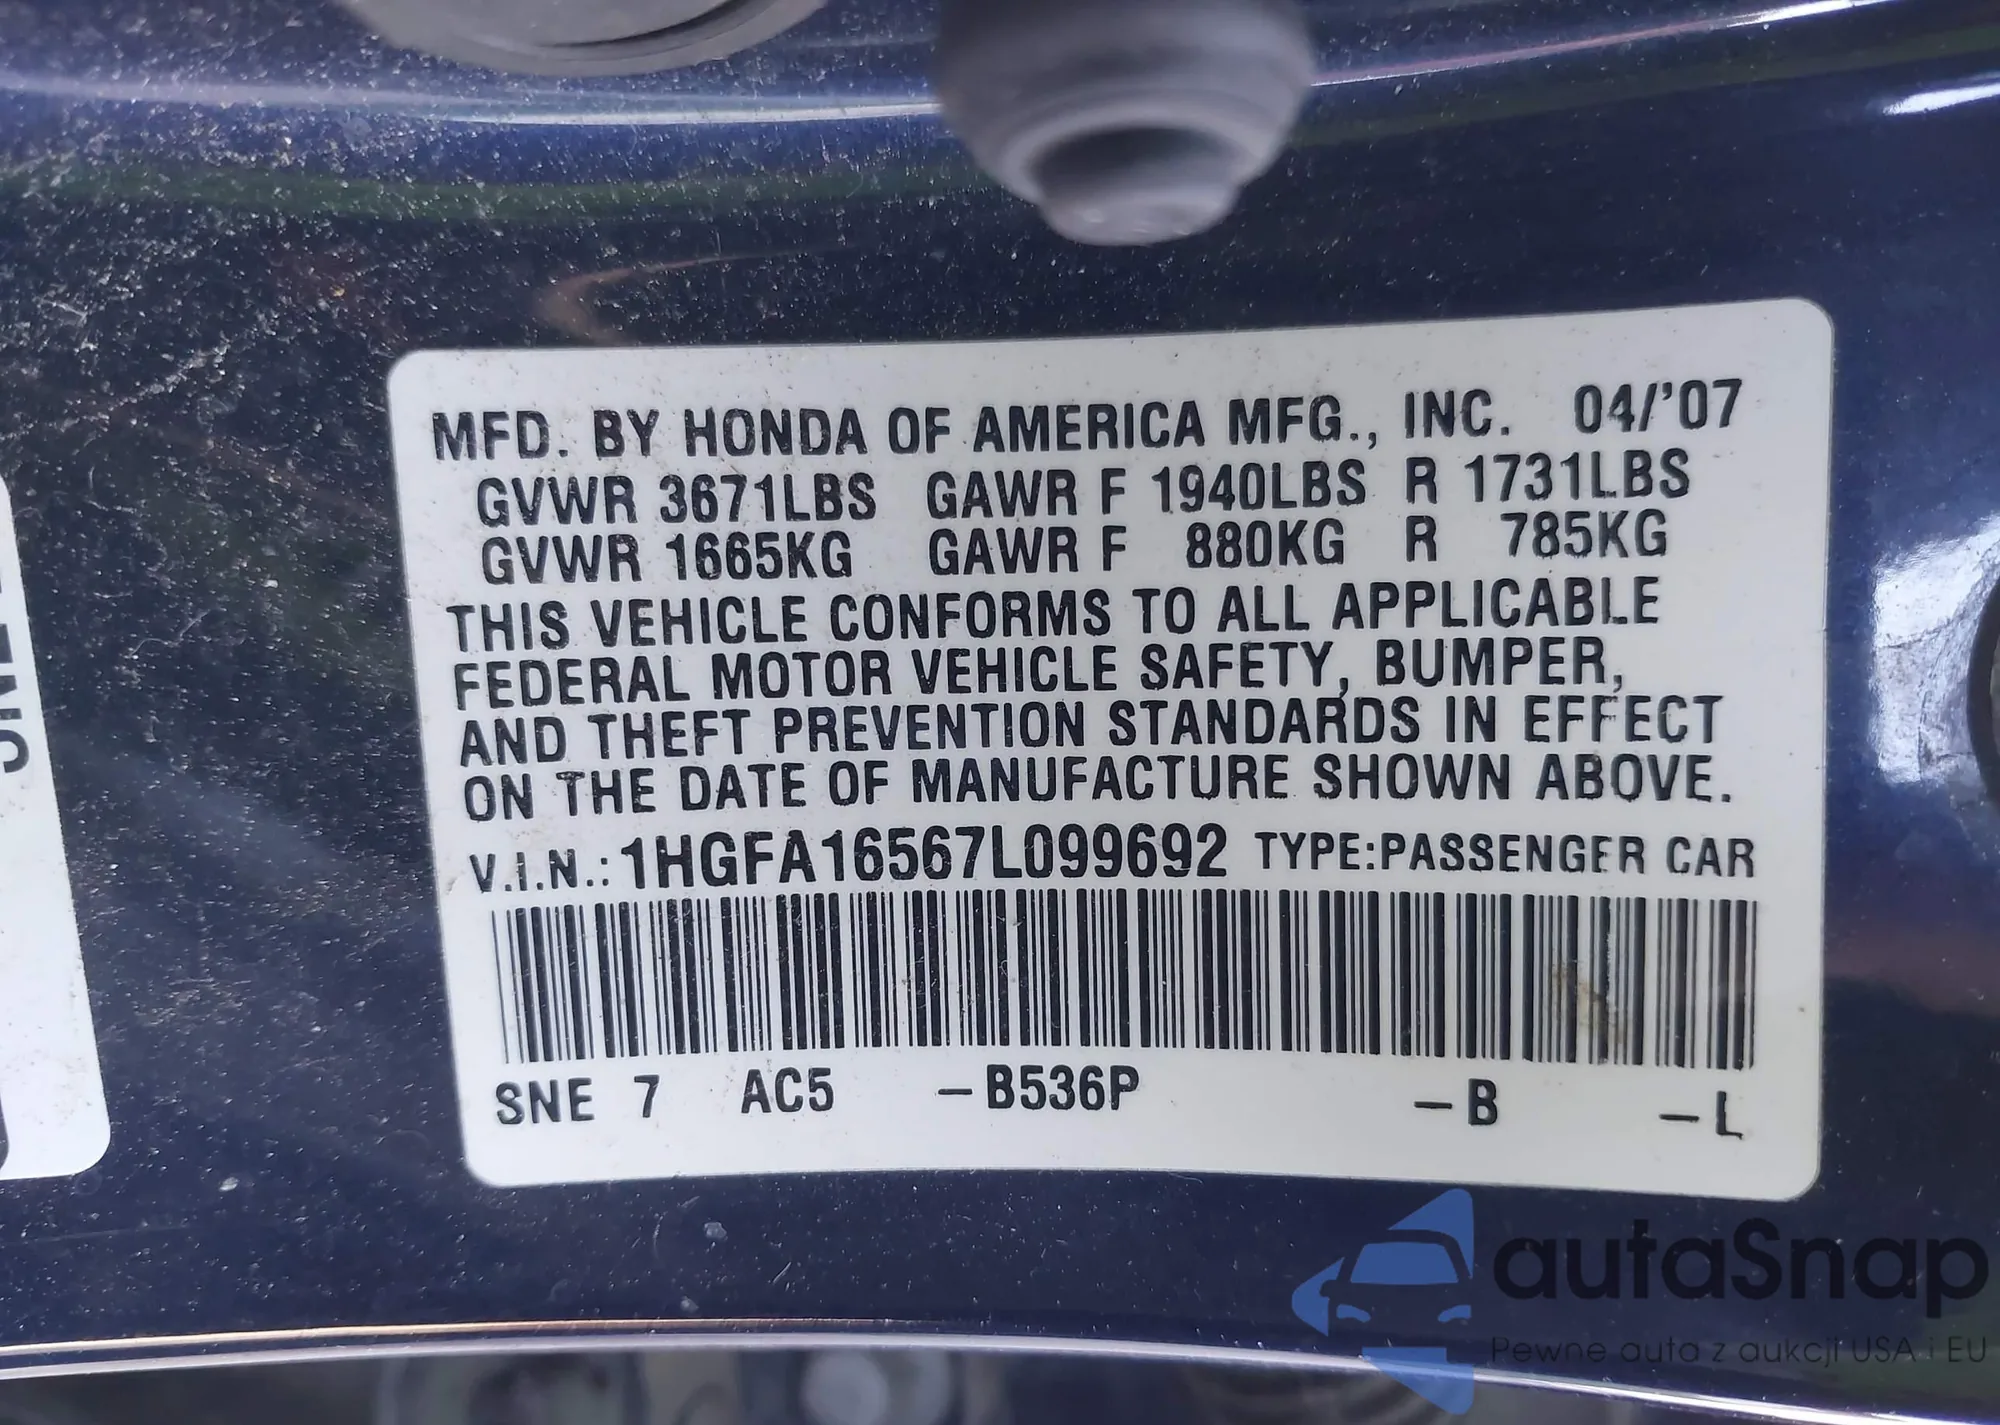 MFD. BY HONDA OF AMERICA MFG., INC. 04/'07
GVWR 3671LBS GAWR F 1940LBS R 1731LBS
GVWR 1665KG GAWR F 880KG R 785KG
THIS VEHICLE CONFORMS TO ALL APPLICABLE
FEDERAL MOTOR VEHICLE SAFETY, BUMPER,
AND THEFT PREVENTION STANDARDS IN EFFECT
ON THE DATE OF MANUFACTURE SHOWN ABOVE.
V.I.N.: 1HGFA16567L099692 TYPE:PASSENGER CAR
SNE 7 AC5 -B536P -B -L
autaSnap
Pewne auta z aukcji USA i EU